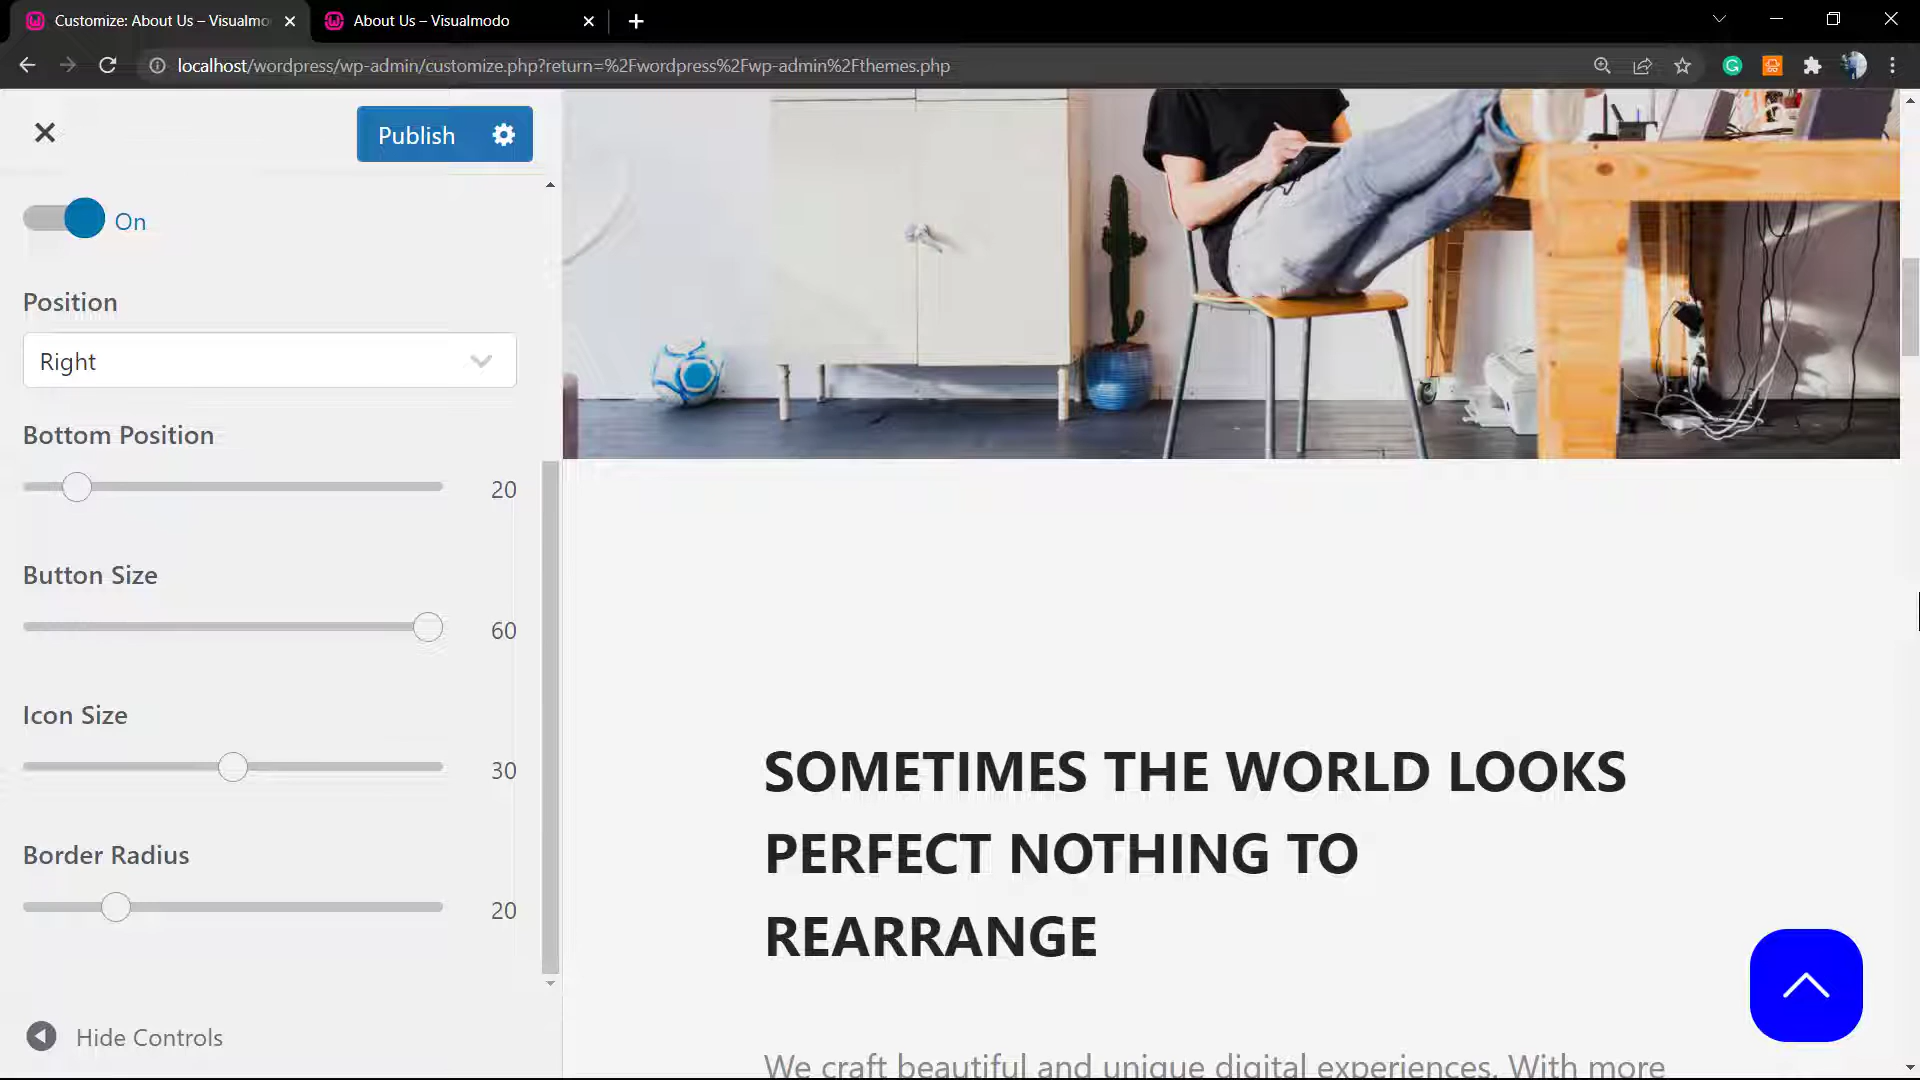 Customize: About Us – Visualmo
About Us – Visualmodo
localhost/wordpress/wp-admin/customize.php?return=%2Fwordpress%2Fwp-admin%2Fthemes.php
Publish
On
Position
Right
Bottom Position
20
Button Size
60
Icon Size
30
Border Radius
20
Hide Controls
SOMETIMES THE WORLD LOOKS
PERFECT NOTHING TO
REARRANGE
We craft beautiful and unique digital experiences. With more